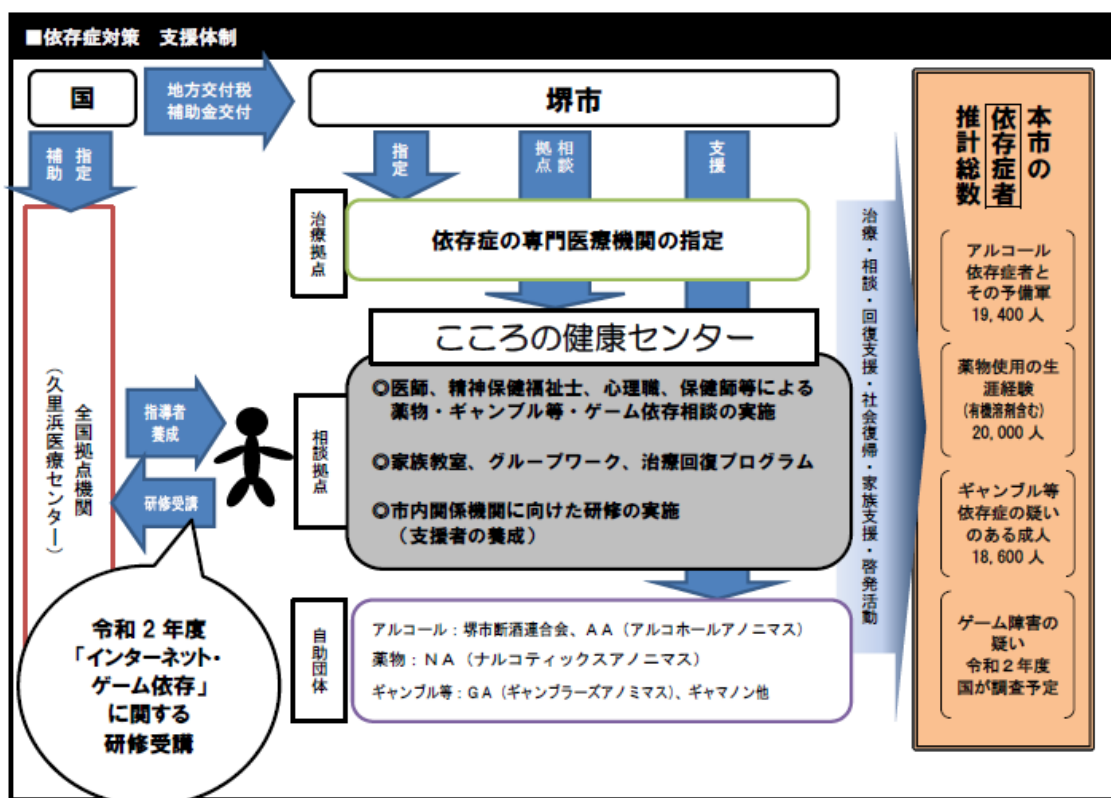 ■依存症対策 支援体制
国
地方交付税
補助金交付
堺市
指定
補助
指定
相談
拠点
支援
治療拠点
依存症の専門医療機関の指定
こころの健康センター
相談拠点
◎医師、精神保健福祉士、心理職、保健師等による
薬物・ギャンブル等・ゲーム依存相談の実施
◎家族教室、グループワーク、治療回復プログラム
◎市内関係機関に向けた研修の実施
（支援者の養成）
全国拠点機関
（久里浜医療センター）
指導者
養成
研修受講
令和２年度
「インターネット・
ゲーム依存」
に関する
研修受講
自助団体
アルコール：堺市断酒連合会、ＡＡ（アルコホールアノニマス）
薬物：ＮＡ（ナルコティックスアノニマス）
ギャンブル等：ＧＡ（ギャンブラーズアノミマス）、ギャマノン他
治療・相談・回復支援・社会復帰・家族支援・啓発活動
本市の
依存症者
推計総数
アルコール
依存症者と
その予備軍
19,400 人
薬物使用の生
涯経験
(有機溶剤含む)
20,000 人
ギャンブル等
依存症の疑い
のある成人
18,600 人
ゲーム障害の
疑い
令和２年度
国が調査予定